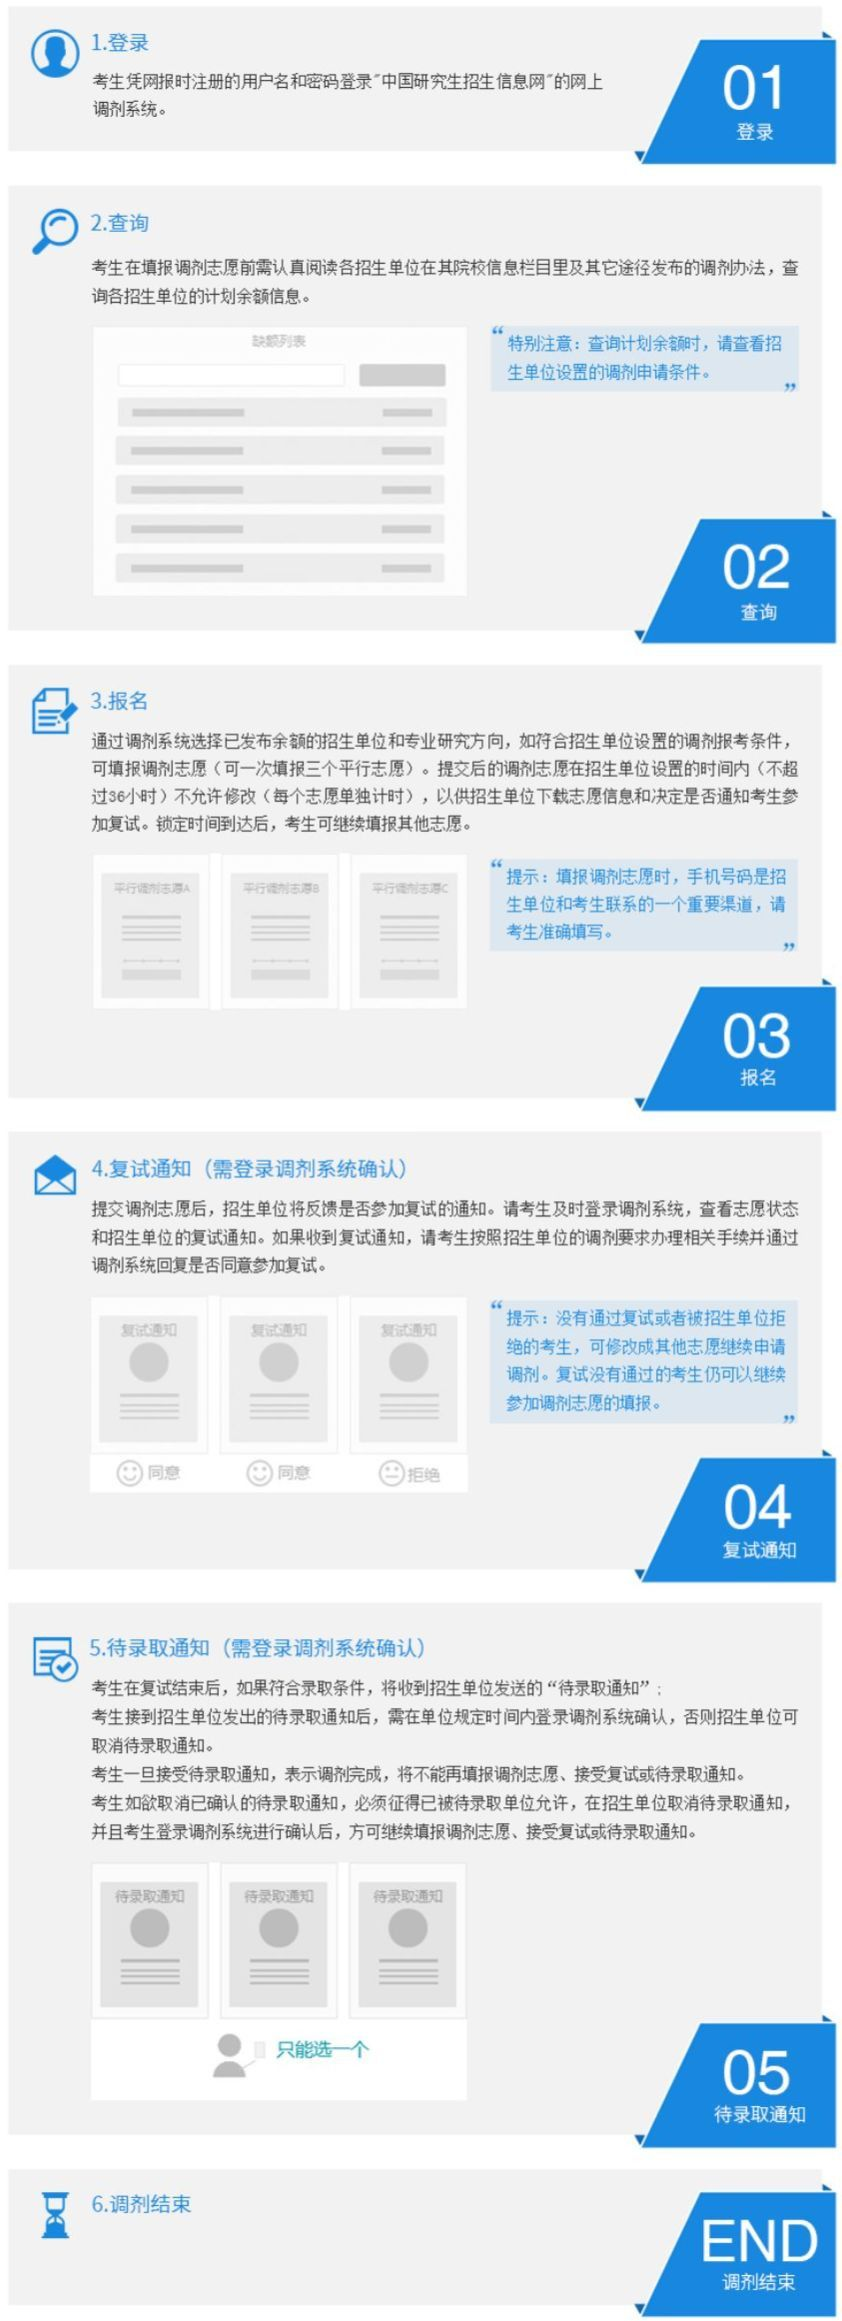 1.登录
考生凭网报时注册的用户名和密码登录"中国研究生招生信息网"的网上
调剂系统。
01
登录
2.查询
考生在填报调剂志愿前需认真阅读各招生单位在其院校信息栏目里及其它途径发布的调剂办法，查
询各招生单位的计划余额信息。
缺额列表
“特别注意：查询计划余额时，请查看招
生单位设置的调剂申请条件。”
02
查询
3.报名
通过调剂系统选择已发布余额的招生单位和专业研究方向，如符合招生单位设置的调剂报考条件，
可填报调剂志愿（可一次填报三个平行志愿）。提交后的调剂志愿在招生单位设置的时间内（不超
过36小时）不允许修改（每个志愿单独计时），以供招生单位下载志愿信息和决定是否通知考生参
加复试。锁定时间到达后，考生可继续填报其他志愿。
平行调剂志愿A 平行调剂志愿B 平行调剂志愿C
“提示：填报调剂志愿时，手机号码是招
生单位和考生联系的一个重要渠道，请
考生准确填写。”
03
报名
4.复试通知（需登录调剂系统确认）
提交调剂志愿后，招生单位将反馈是否参加复试的通知。请考生及时登录调剂系统，查看志愿状态
和招生单位的复试通知。如果收到复试通知，请考生按照招生单位的调剂要求办理相关手续并通过
调剂系统回复是否同意参加复试。
复试通知 复试通知 复试通知
同意 同意 拒绝
“提示：没有通过复试或者被招生单位拒
绝的考生，可修改成其他志愿继续申请
调剂。复试没有通过的考生仍可以继续
参加调剂志愿的填报。”
04
复试通知
5.待录取通知（需登录调剂系统确认）
考生在复试结束后，如果符合录取条件，将收到招生单位发送的“待录取通知”;
考生接到招生单位发出的待录取通知后，需在单位规定时间内登录调剂系统确认，否则招生单位可
取消待录取通知。
考生一旦接受待录取通知，表示调剂完成，将不能再填报调剂志愿、接受复试或待录取通知。
考生如欲取消已确认的待录取通知，必须征得已被待录取单位允许，在招生单位取消待录取通知，
并且考生登录调剂系统进行确认后，方可继续填报调剂志愿、接受复试或待录取通知。
待录取通知 待录取通知 待录取通知
只能选一个
05
待录取通知
6.调剂结束
END
调剂结束